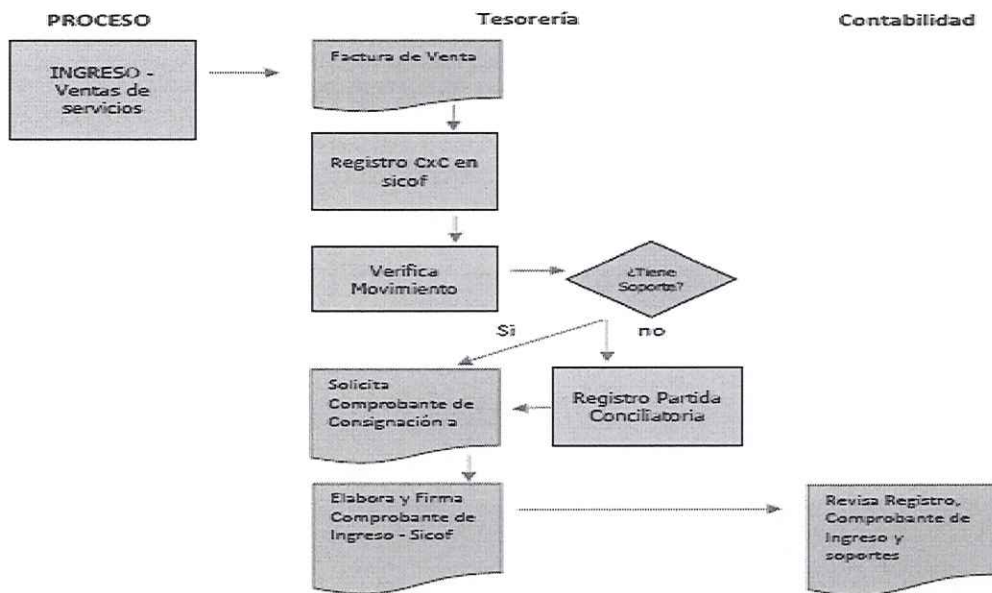 PROCESO
Tesorería
Contabilidad
INGRESO -
Ventas de
servicios
Factura de Venta
Registro CxC en
sicof
Verifica
Movimiento
¿Tiene
Soporte?
Si
no
Solicita
Comprobante de
Consignación a
Registro Partida
Conciliatoria
Elabora y Firma
Comprobante de
Ingreso - Sicof
Revisa Registro,
Comprobante de
Ingreso y
soportes